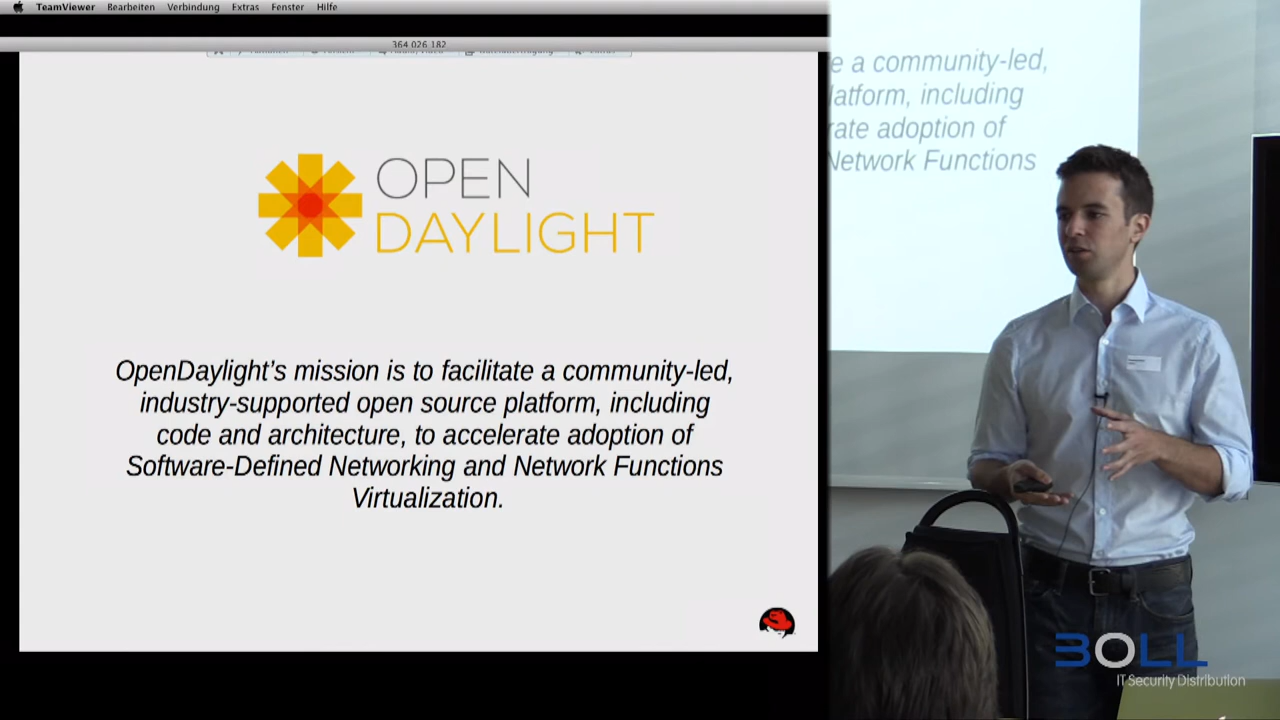 TeamViewer Bearbeiten Verbindung Extras Fenster Hilfe
364 026 182
OPEN
DAYLIGHT
OpenDaylight's mission is to facilitate a community-led,
industry-supported open source platform, including
code and architecture, to accelerate adoption of
Software-Defined Networking and Network Functions
Virtualization.
e a community-led,
latform, including
rate adoption of
Network Functions
BOLL
IT Security Distribution